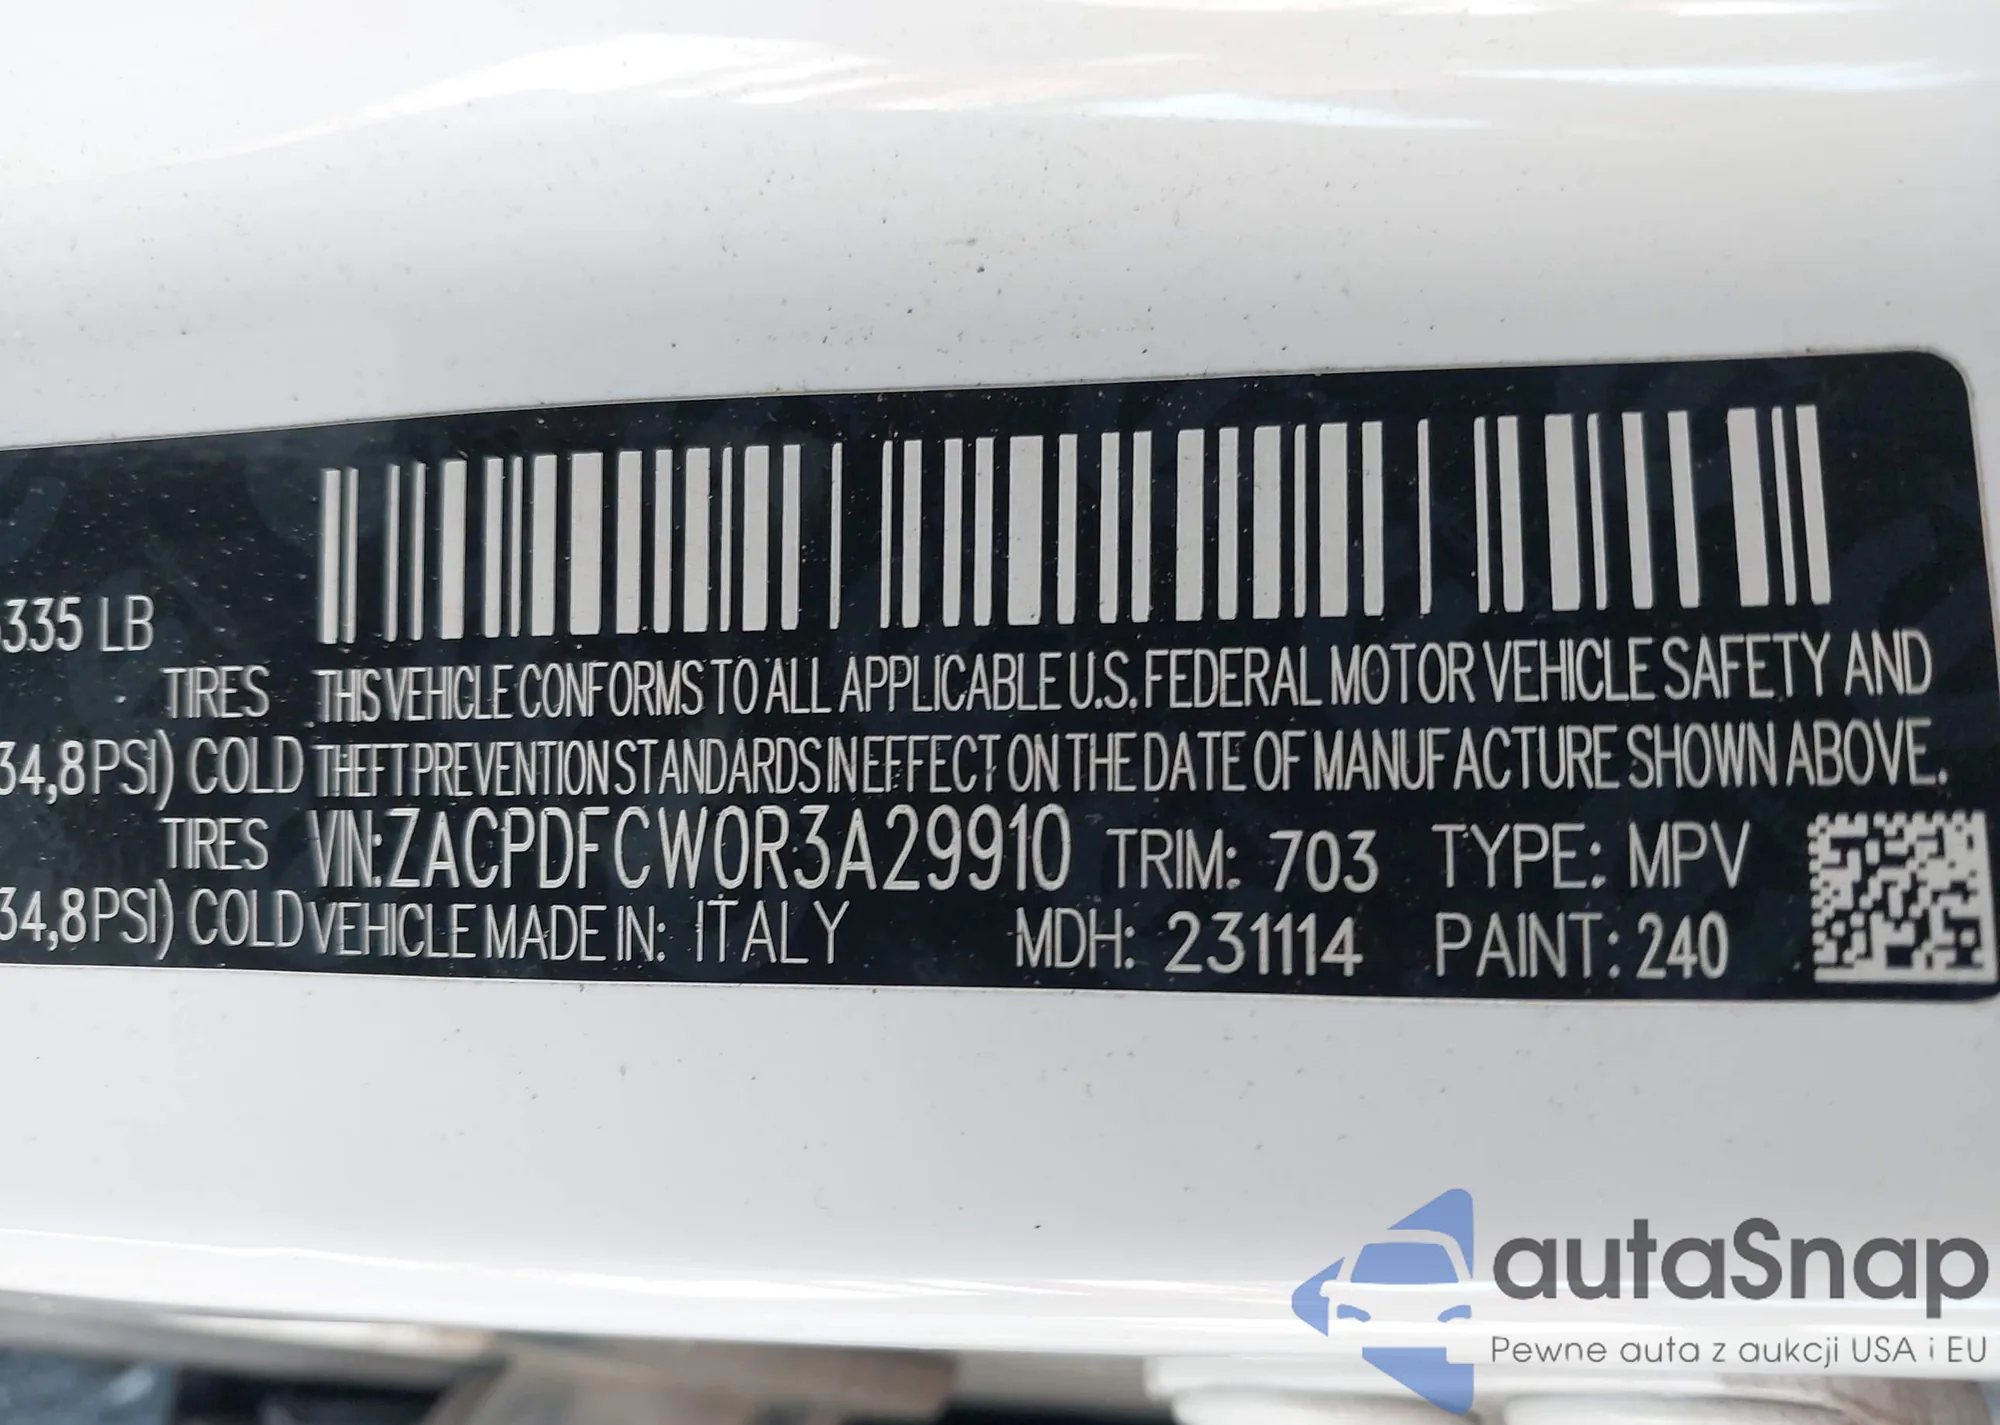 335 LB
TIRES
34,8PSI) COLD
TIRES
34,8PSI) COLD
THIS VEHICLE CONFORMS TO ALL APPLICABLE U.S. FEDERAL MOTOR VEHICLE SAFETY AND
THEFT PREVENTION STANDARDS IN EFFECT ON THE DATE OF MANUFACTURE SHOWN ABOVE.
VIN:ZACPDFCW0R3A29910 TRIM: 703 TYPE: MPV
VEHICLE MADE IN: ITALY MDH: 231114 PAINT: 240
autaSnap
Pewne auta z aukcji USA i EU